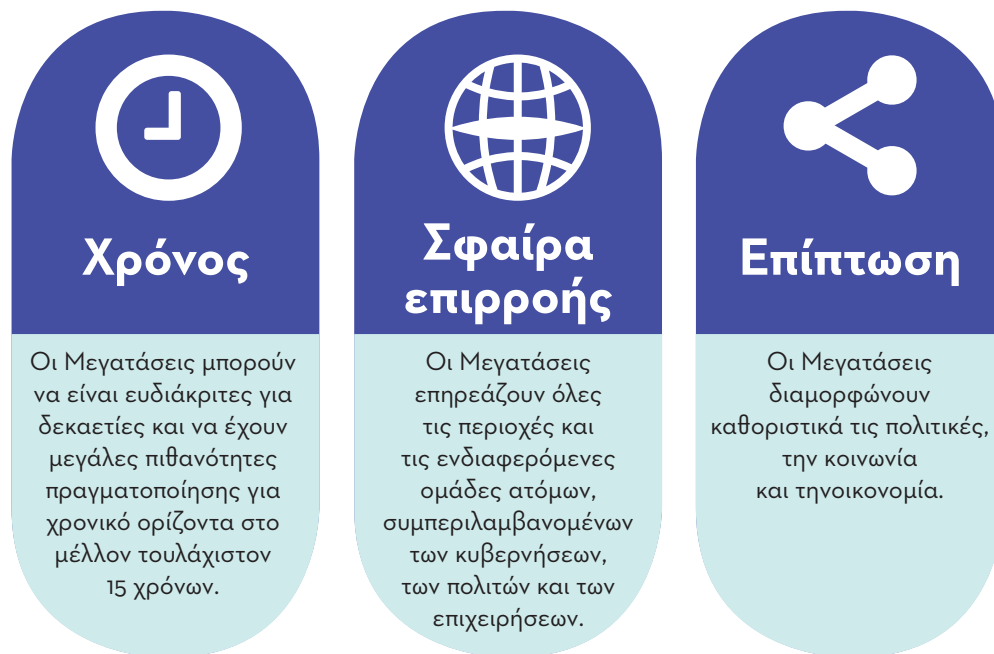 Χρόνος
Οι Μεγατάσεις μπορούν
να είναι ευδιάκριτες για
δεκαετίες και να έχουν
μεγάλες πιθανότητες
πραγματοποίησης για
χρονικό ορίζοντα στο
μέλλον τουλάχιστον
15 χρόνων.
Σφαίρα
επιρροής
Οι Μεγατάσεις
επηρεάζουν όλες
τις περιοχές και
τις ενδιαφερόμενες
ομάδες ατόμων,
συμπεριλαμβανομένων
των κυβερνήσεων,
των πολιτών και των
επιχειρήσεων.
Επίπτωση
Οι Μεγατάσεις
διαμορφώνουν
καθοριστικά τις πολιτικές,
την κοινωνία
και τηνοικονομία.